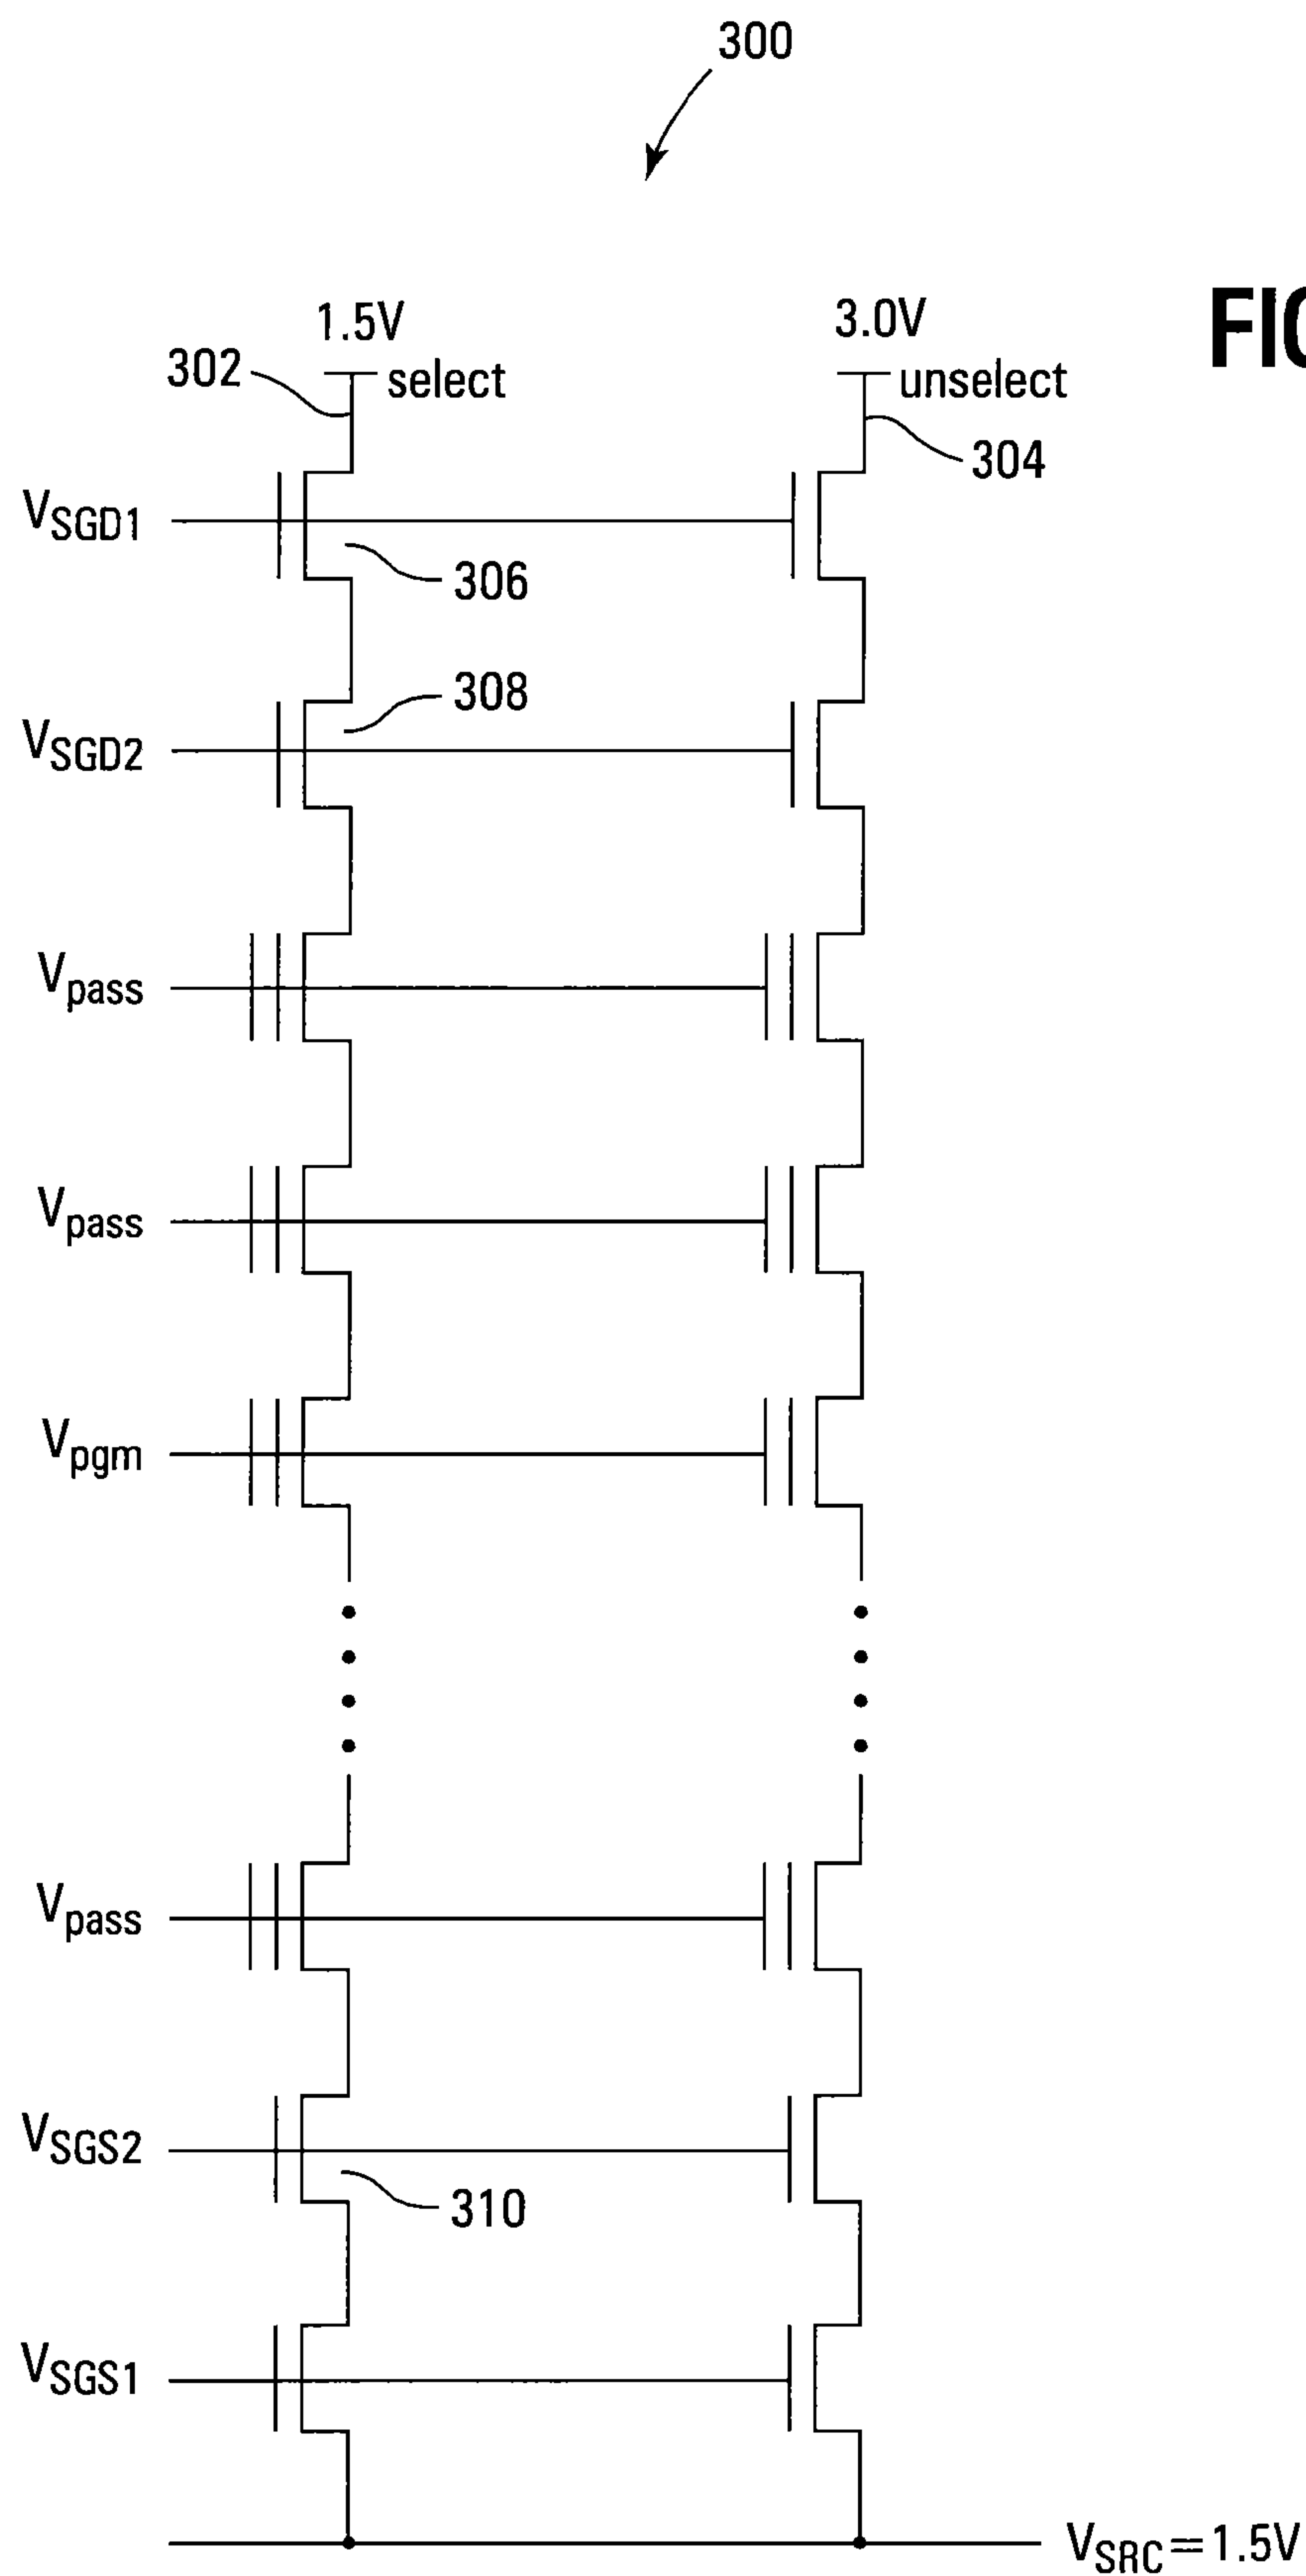 300
FIG
1.5V
3.0V
302
select
unselect
304
VSGD1
306
308
VSGD2
Vpass
Vpass
Vpgm
Vpass
VSGS2
310
VSGS1
VSRC=1.5V